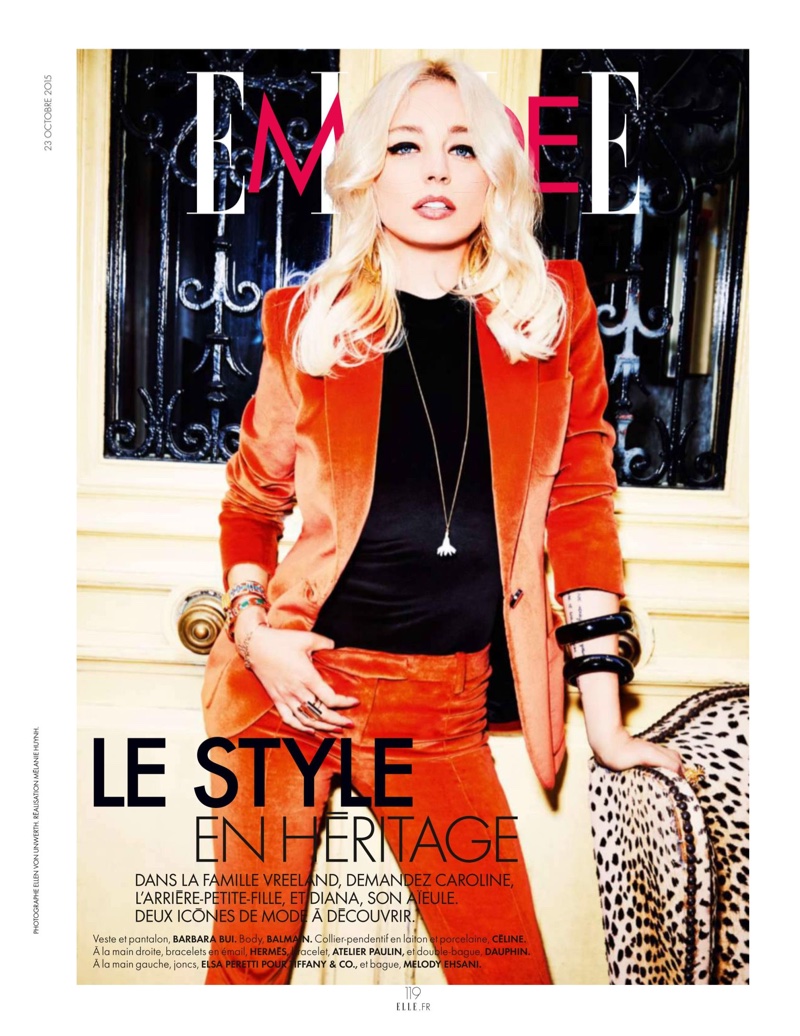 23 OCTOBRE 2015
ELLE
MODE
PHOTOGRAPHE ELLEN VON UNWERTH. RÉALISATION MÉLANIE HUYNH.
LE STYLE
EN HÉRITAGE
DANS LA FAMILLE VREELAND, DEMANDEZ CAROLINE,
L’ARRIÈRE-PETITE-FILLE, ET DIANA, SON AÏEULE.
DEUX ICÔNES DE MODE À DÉCOUVRIR.
Veste et pantalon, BARBARA BUI. Body, BALMAIN. Collier-pendentif en laiton et porcelaine, CÉLINE.
À la main droite, bracelets en émail, HERMÈS, bracelet, ATELIER PAULIN, et double-bague, DAUPHIN.
À la main gauche, joncs, ELSA PERETTI POUR TIFFANY & CO., et bague, MELODY EHSANI.
119
ELLE.FR